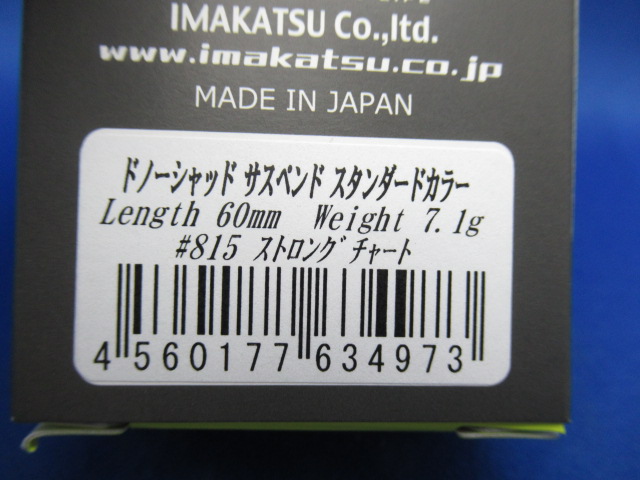 IMAKATSU Co.,ltd.
www.imakatsu.co.jp
MADE IN JAPAN
ドノーシャッド サスペンド スタンダードカラー
Length 60mm Weight 7.1g
#815 ストロングチャート
4 560177 634973